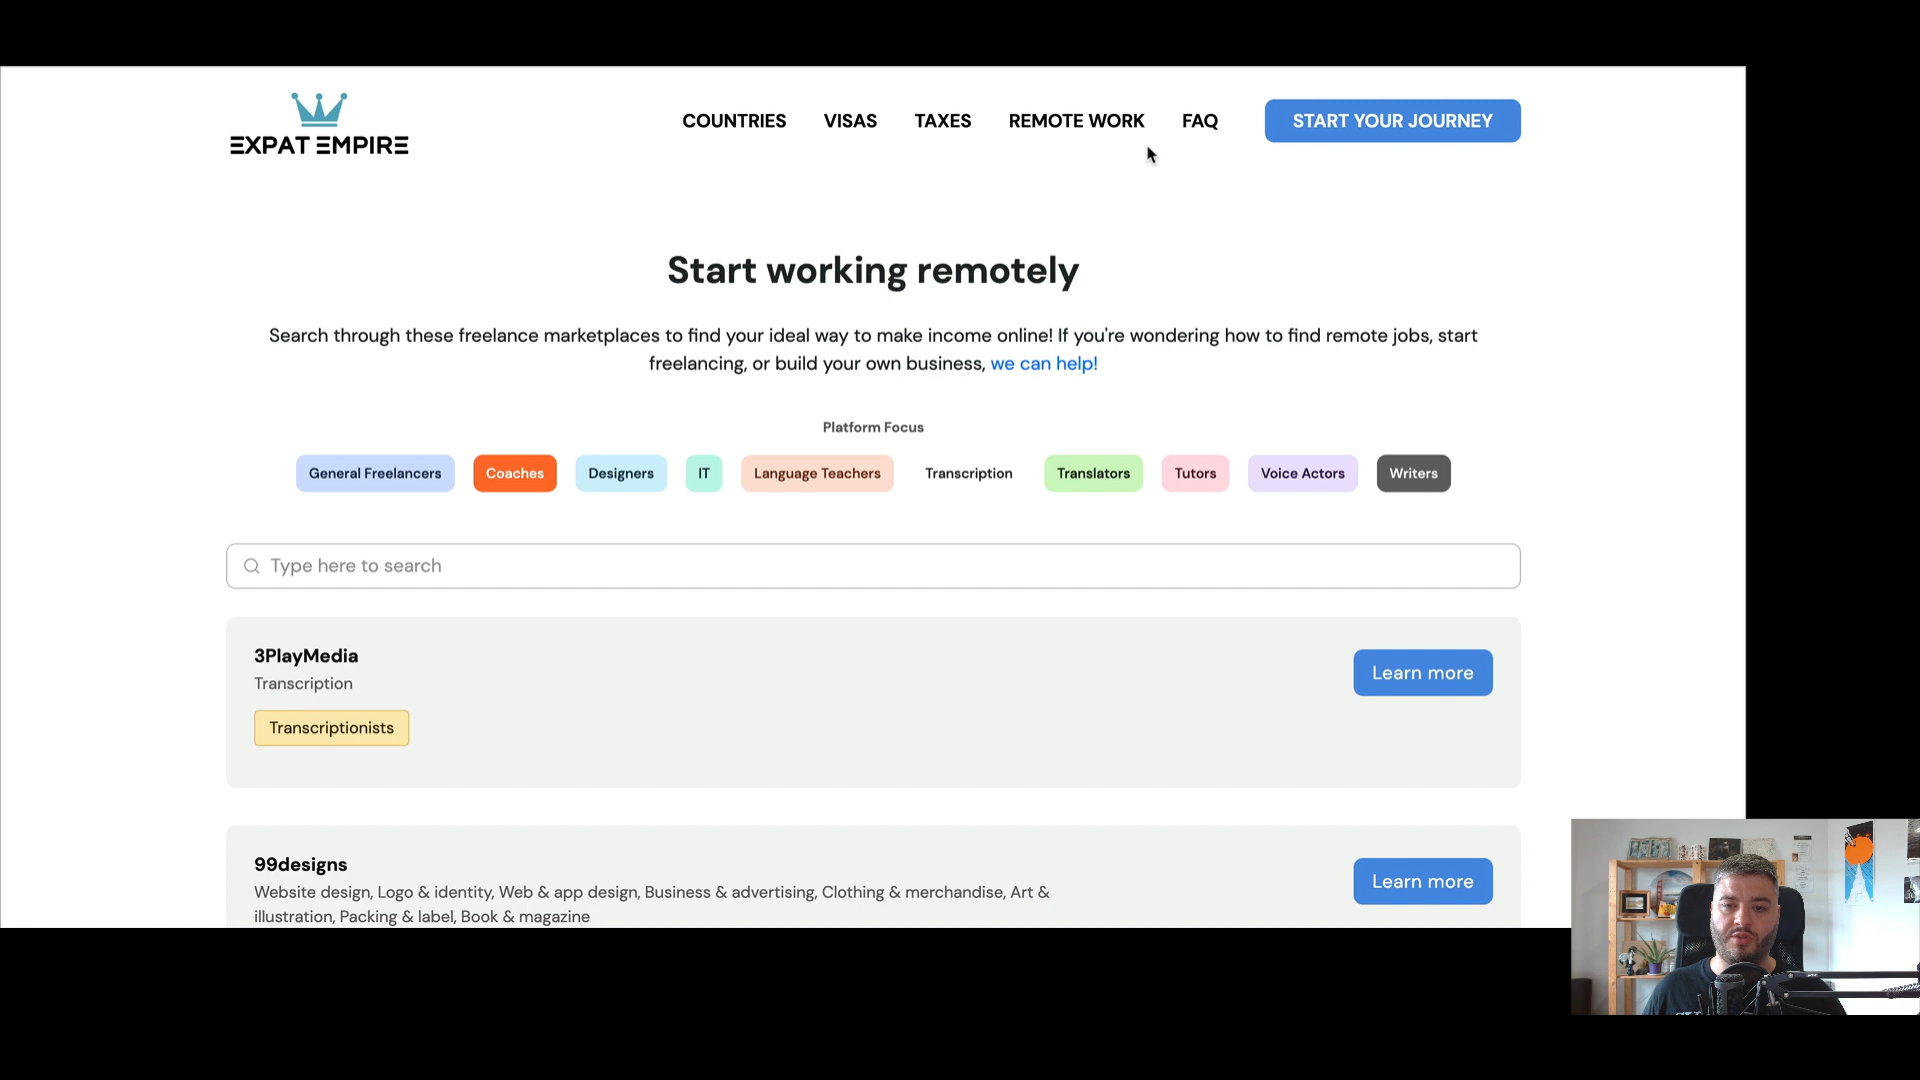 EXPAT EMPIRE
COUNTRIES VISAS TAXES REMOTE WORK FAQ START YOUR JOURNEY
Start working remotely
Search through these freelance marketplaces to find your ideal way to make income online! If you're wondering how to find remote jobs, start
freelancing, or build your own business, we can help!
Platform Focus
General Freelancers Coaches Designers IT Language Teachers Transcription Translators Tutors Voice Actors Writers
Type here to search
3PlayMedia
Transcription
Transcriptionists
Learn more
99designs
Website design, Logo & identity, Web & app design, Business & advertising, Clothing & merchandise, Art &
illustration, Packing & label, Book & magazine
Learn more